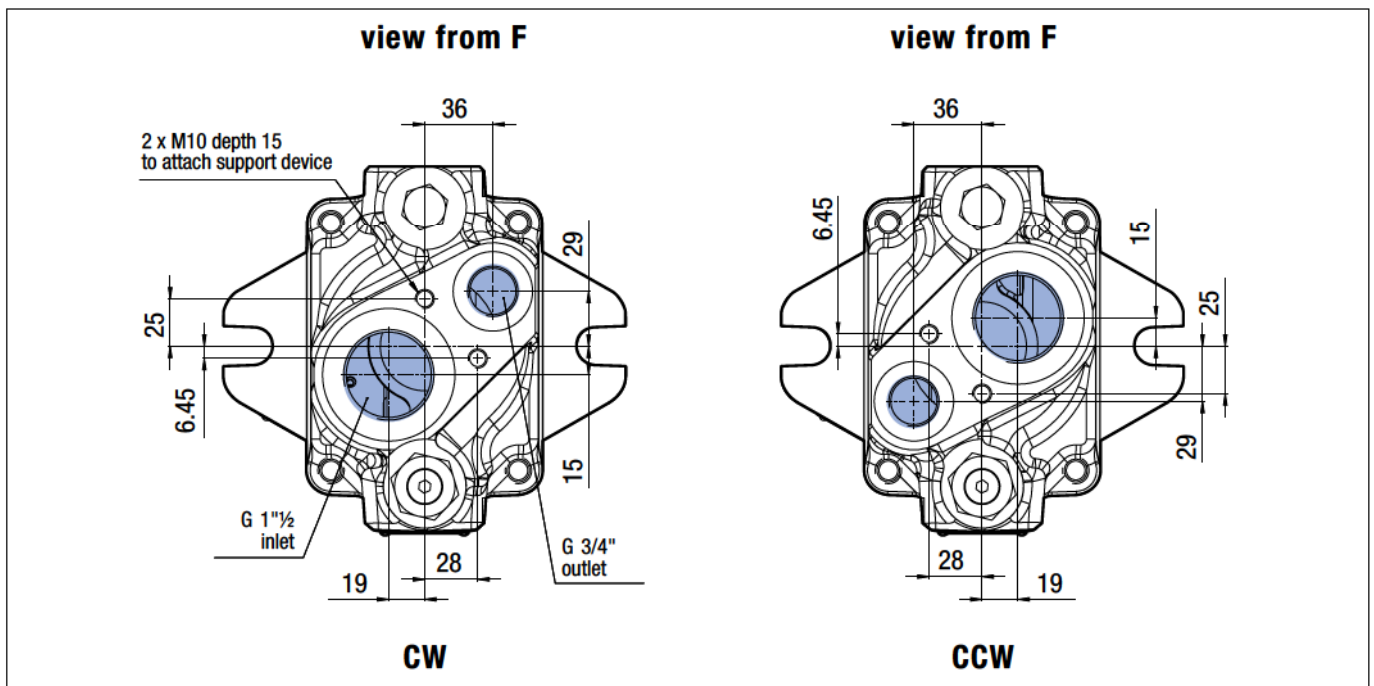 view from F
view from F
36
36
2 x M10 depth 15
to attach support device
29
25
6.45
15
6.45
15
25
29
G 1"½
inlet
G 3/4"
outlet
28
19
28
19
CW
CCW